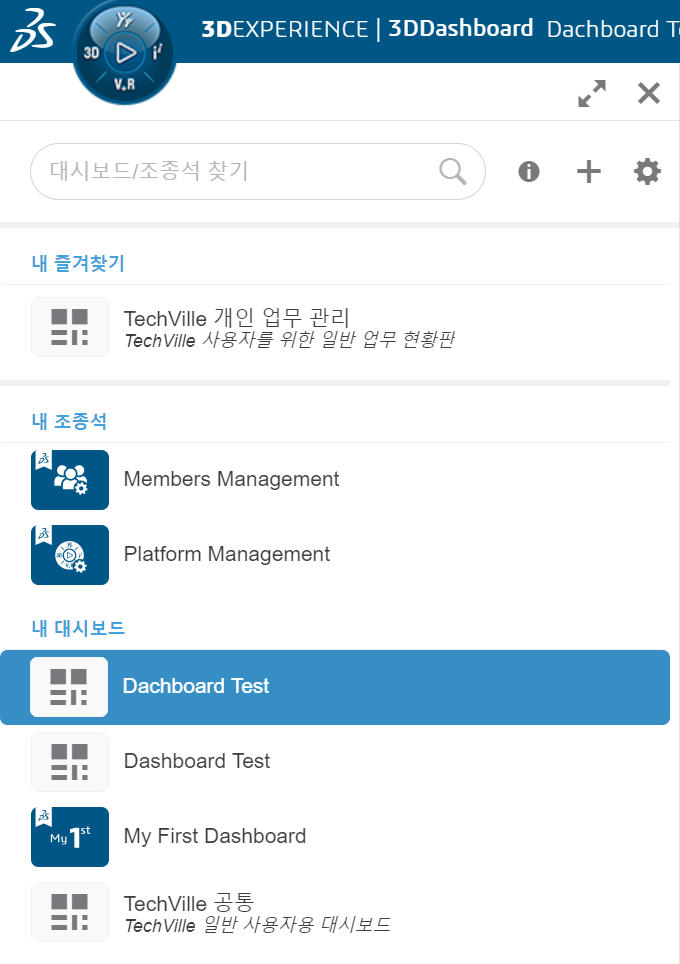 3DEXPERIENCE | 3DDashboard Dachboard T
3D
V.R
대시보드/조종석 찾기
내 즐겨찾기
TechVille 개인 업무 관리
TechVille 사용자를 위한 일반 업무 현황판
내 조종석
Members Management
Platform Management
내 대시보드
Dachboard Test
Dashboard Test
My 1st
My First Dashboard
TechVille 공통
TechVille 일반 사용자용 대시보드